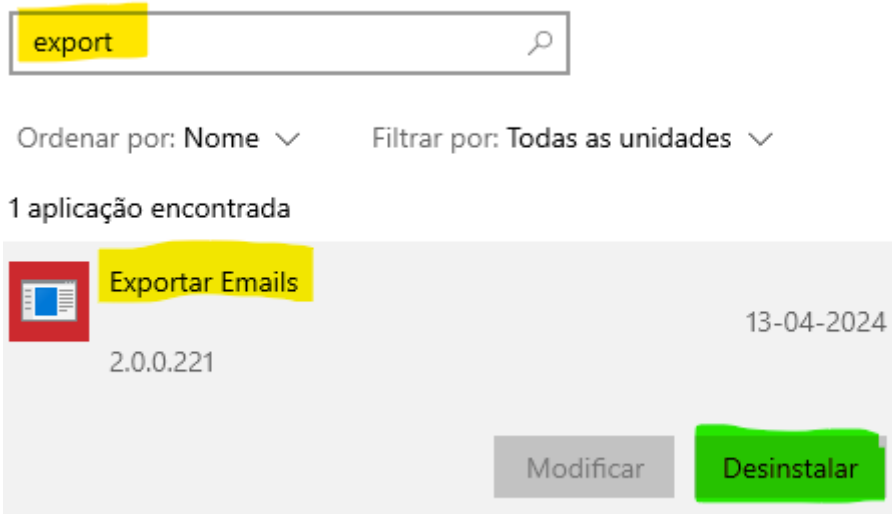 export
Ordenar por: Nome Filtrar por: Todas as unidades
1 aplicação encontrada
Exportar Emails
13-04-2024
2.0.0.221
Modificar Desinstalar